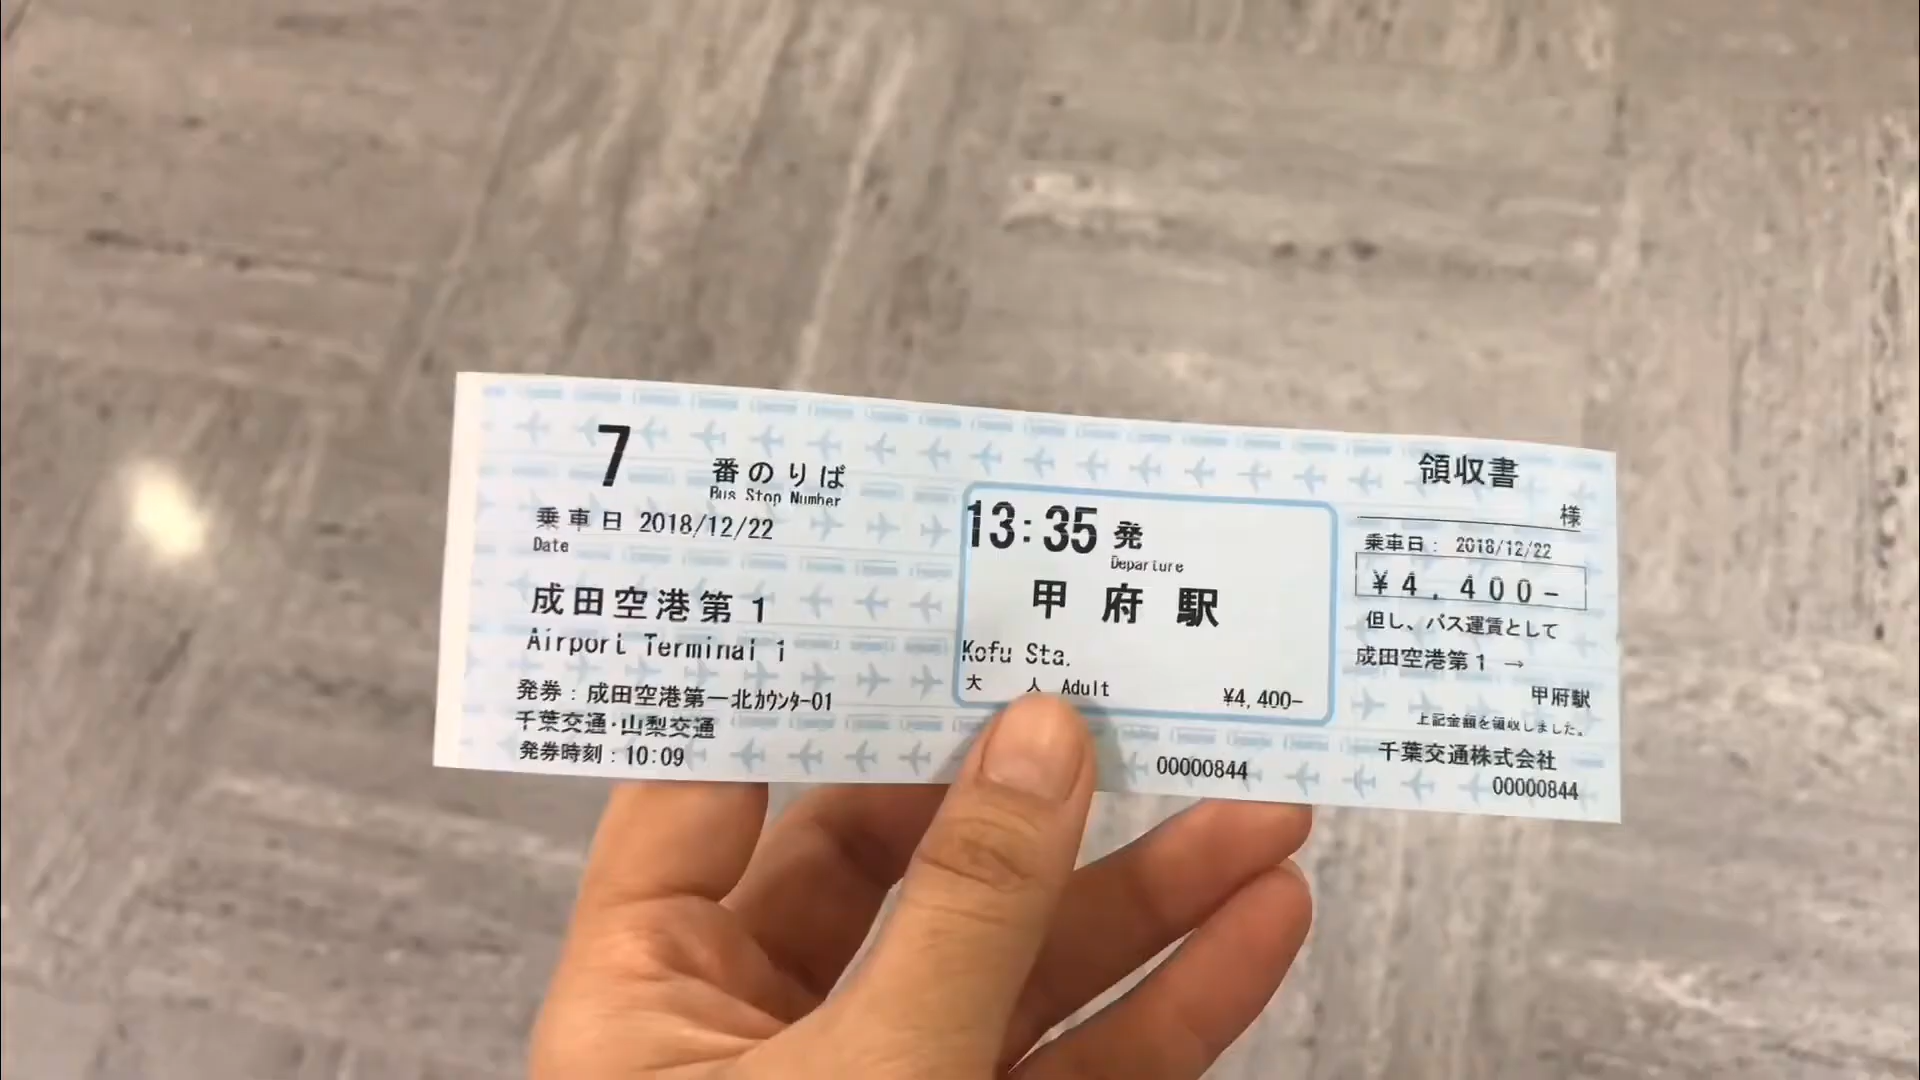 7 番のりば
Bus Stop Number
乗車日 2018/12/22
Date
成田空港第1
Airport Terminal 1
発券：成田空港第一北ｶｳﾝﾀｰ01
千葉交通・山梨交通
発券時刻：10:09
13:35 発
Departure
甲府駅
Kofu Sta.
大人 Adult ¥4,400-
00000844
領収書
様
乗車日： 2018/12/22
¥4,400-
但し、バス運賃として
成田空港第1 →
甲府駅
上記金額を領収しました。
千葉交通株式会社
00000844